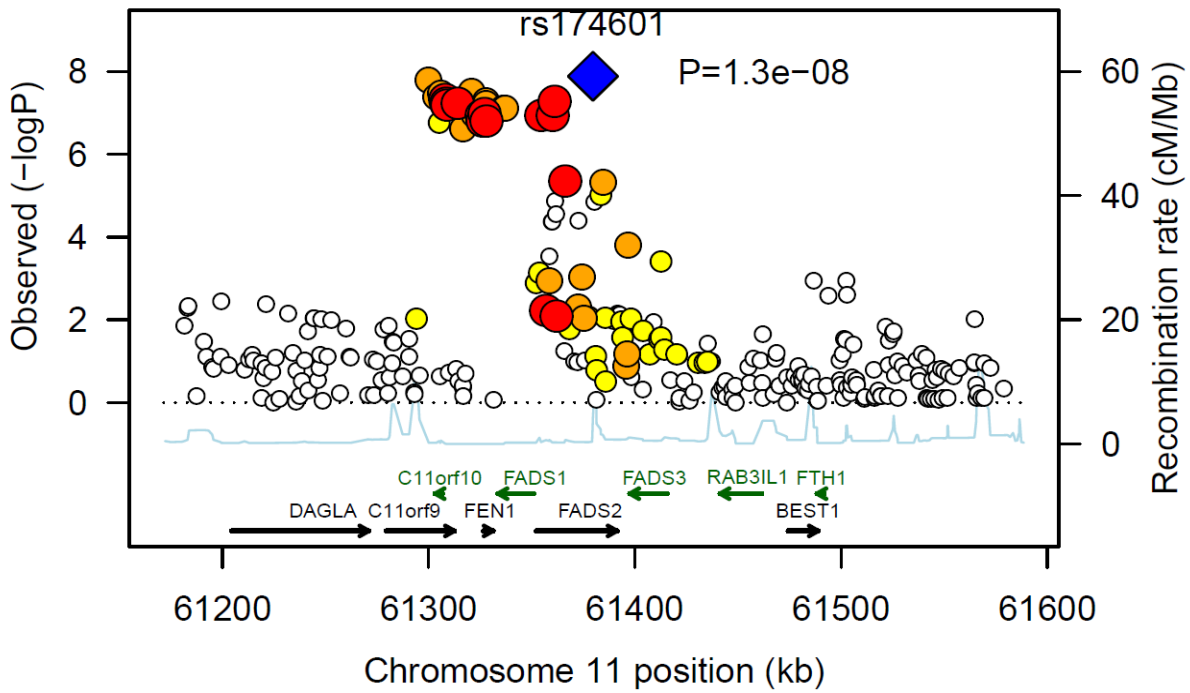 rs174601
P=1.3e−08
Observed (−logP)
8
6
4
2
0
60
40
20
0
Recombination rate (cM/Mb)
C11orf10 FADS1 FADS3 RAB3IL1 FTH1
DAGLA C11orf9 FEN1 FADS2 BEST1
61200 61300 61400 61500 61600
Chromosome 11 position (kb)